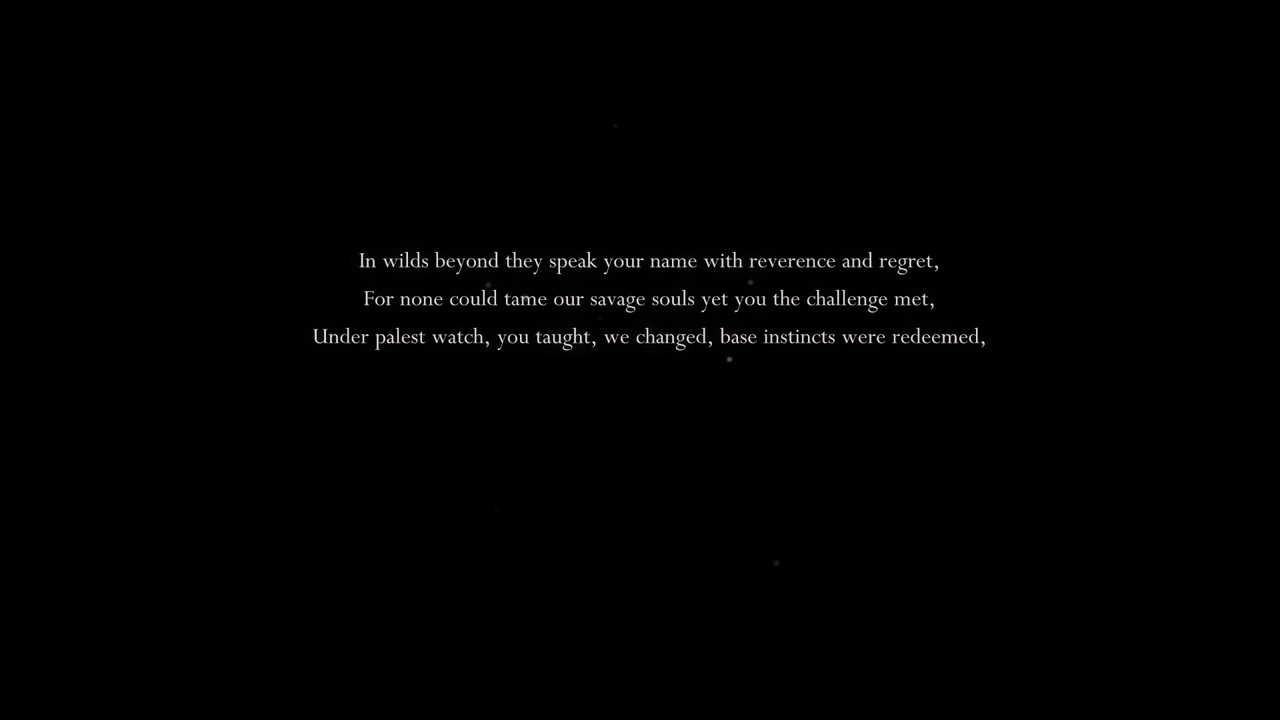 In wilds beyond they speak your name with reverence and regret,
For none could tame our savage souls yet you the challenge met,
Under palest watch, you taught, we changed, base instincts were redeemed,